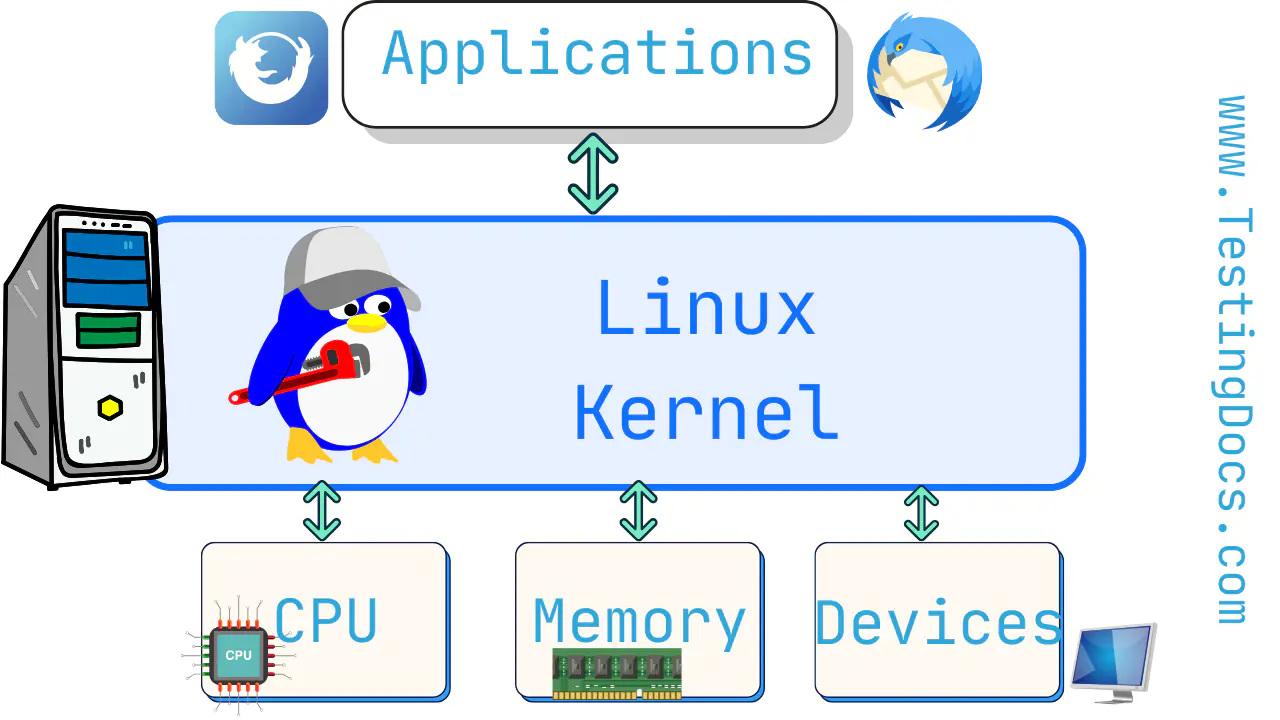 Applications
Linux
Kernel
CPU
CPU
Memory
Devices
www.TestingDocs.com